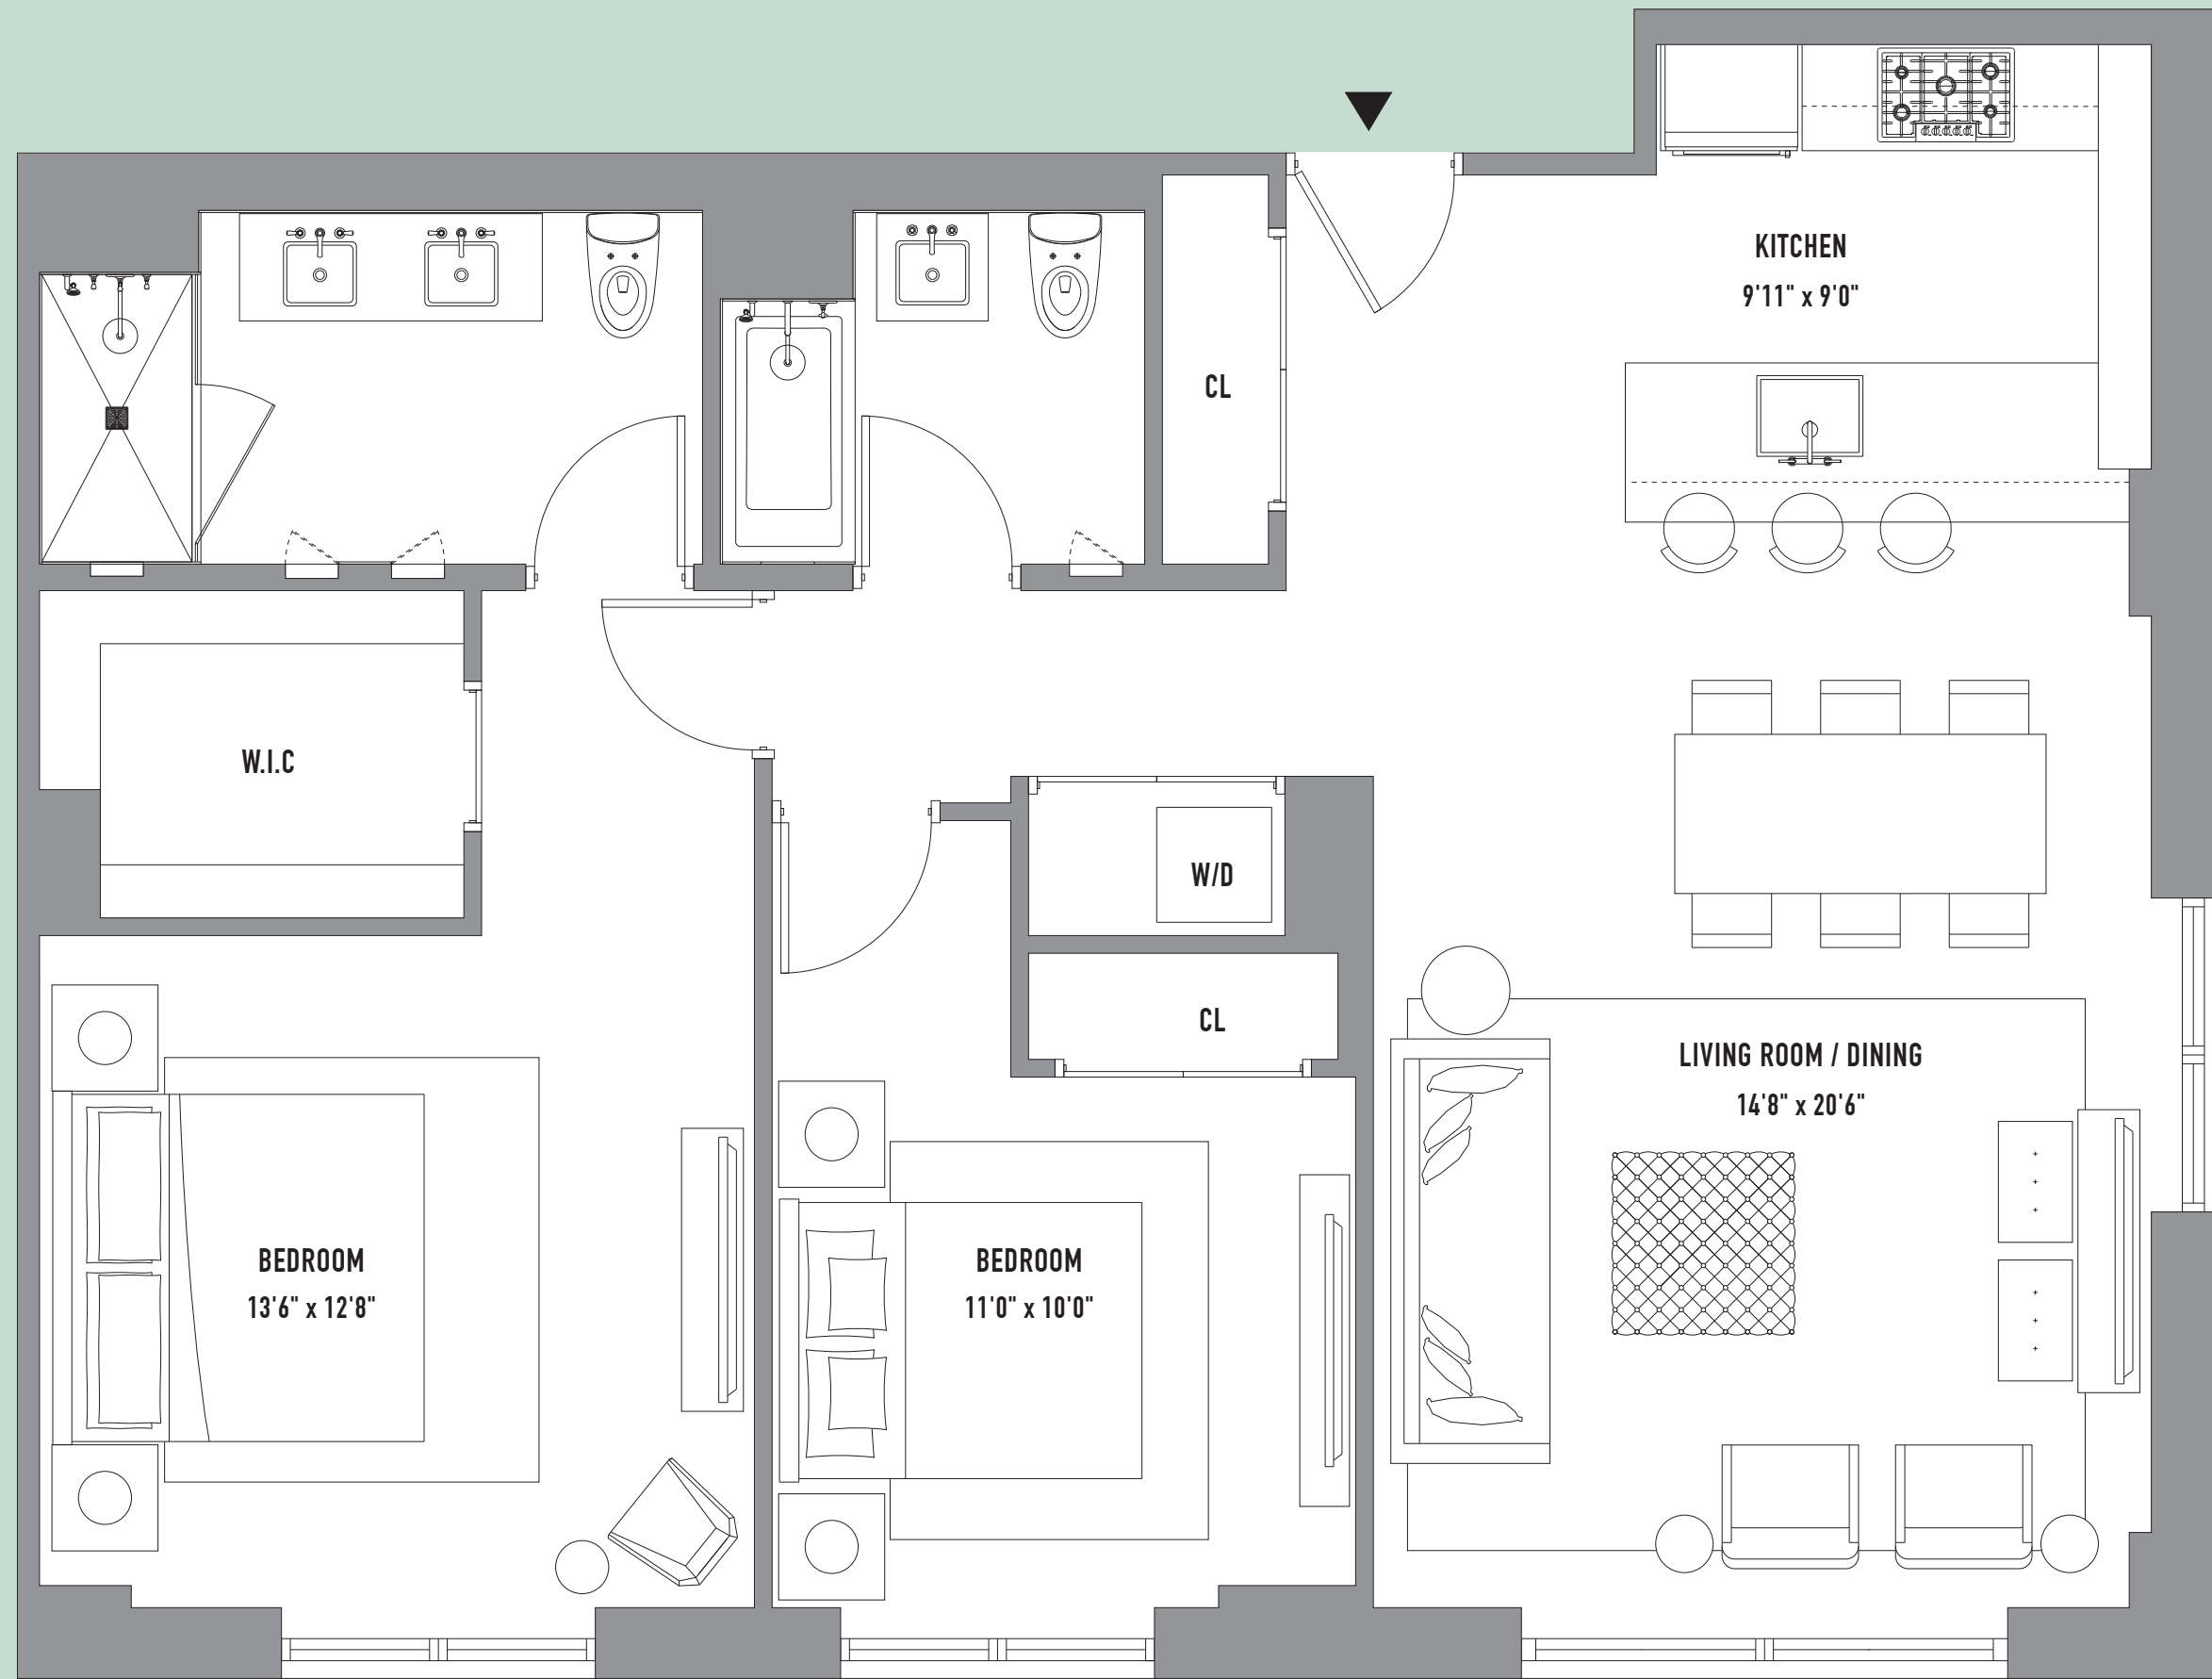 KITCHEN
9'11" x 9'0"
CL
W.I.C
W/D
CL
LIVING ROOM / DINING
14'8" x 20'6"
BEDROOM
13'6" x 12'8"
BEDROOM
11'0" x 10'0"